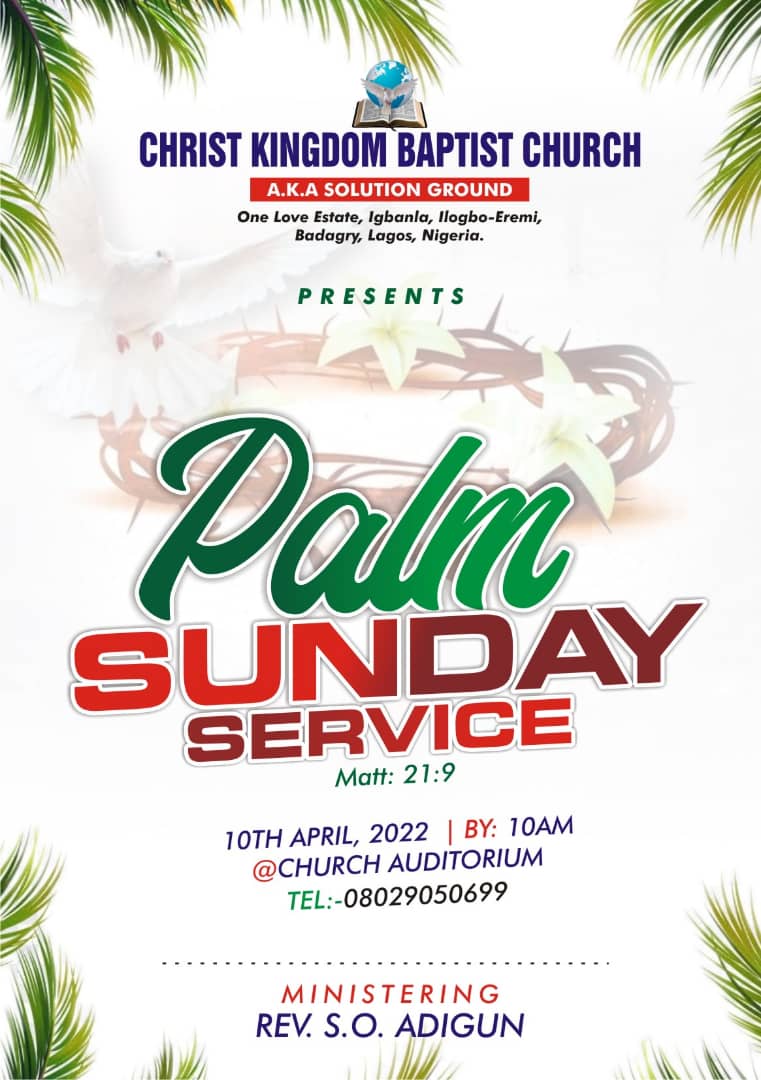 CHRIST KINGDOM BAPTIST CHURCH
A.K.A SOLUTION GROUND
One Love Estate, Igbanla, Ilogbo-Eremi,
Badagry, Lagos, Nigeria.
PRESENTS
Palm
SUNDAY
SERVICE
Matt: 21:9
10TH APRIL, 2022 | BY: 10AM
@CHURCH AUDITORIUM
TEL:-08029050699
MINISTERING
REV. S.O. ADIGUN